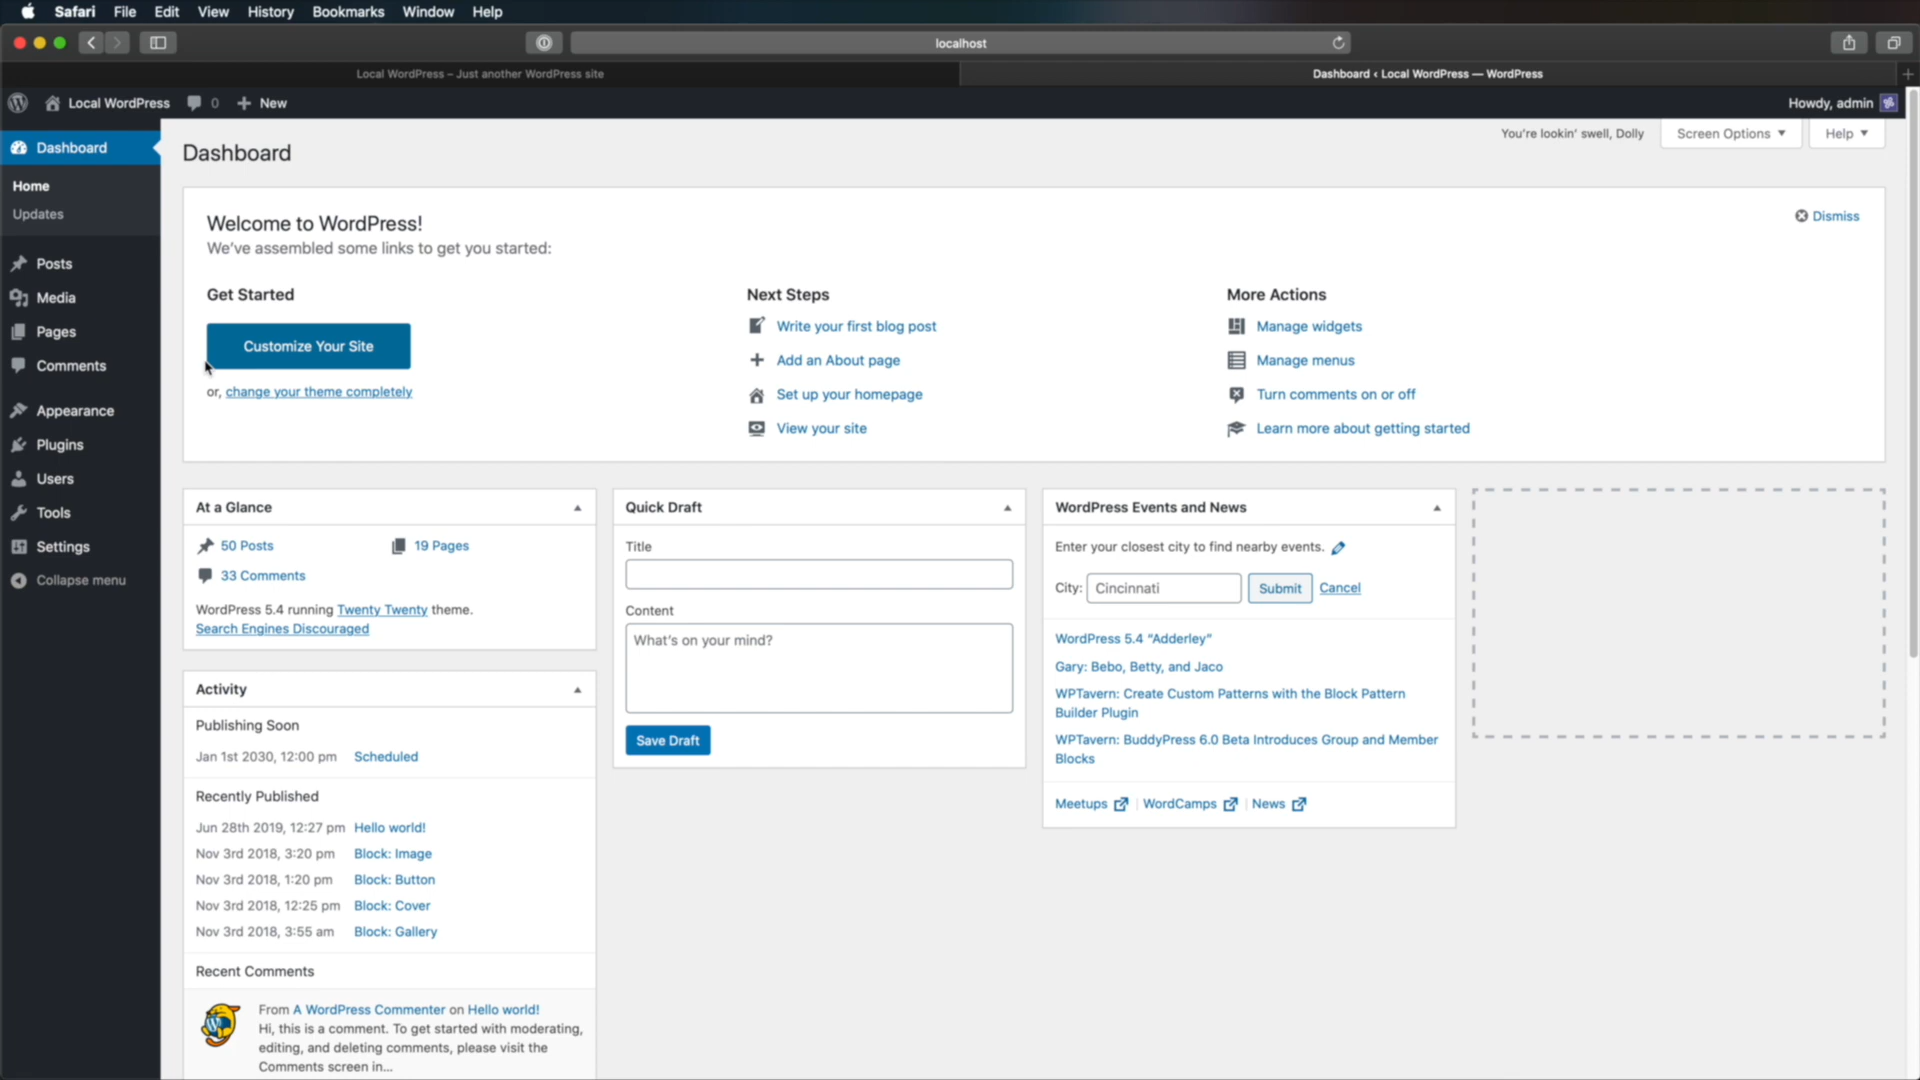 Safari File Edit View History Bookmarks Window Help
localhost
Local WordPress – Just another WordPress site
Dashboard ‹ Local WordPress — WordPress
Local WordPress 0 New
Howdy, admin
Dashboard
Home
Updates
Posts
Media
Pages
Comments
Appearance
Plugins
Users
Tools
Settings
Collapse menu
You're lookin' swell, Dolly
Screen Options
Help
Dashboard
Welcome to WordPress!
We've assembled some links to get you started:
Dismiss
Get Started
Customize Your Site
or, change your theme completely
Next Steps
Write your first blog post
Add an About page
Set up your homepage
View your site
More Actions
Manage widgets
Manage menus
Turn comments on or off
Learn more about getting started
At a Glance
50 Posts
19 Pages
33 Comments
WordPress 5.4 running Twenty Twenty theme.
Search Engines Discouraged
Activity
Publishing Soon
Jan 1st 2030, 12:00 pm Scheduled
Recently Published
Jun 28th 2019, 12:27 pm Hello world!
Nov 3rd 2018, 3:20 pm Block: Image
Nov 3rd 2018, 1:20 pm Block: Button
Nov 3rd 2018, 12:25 pm Block: Cover
Nov 3rd 2018, 3:55 am Block: Gallery
Recent Comments
From A WordPress Commenter on Hello world!
Hi, this is a comment. To get started with moderating,
editing, and deleting comments, please visit the
Comments screen in...
Quick Draft
Title
Content
What's on your mind?
Save Draft
WordPress Events and News
Enter your closest city to find nearby events.
City: Cincinnati Submit Cancel
WordPress 5.4 “Adderley”
Gary: Bebo, Betty, and Jaco
WPTavern: Create Custom Patterns with the Block Pattern
Builder Plugin
WPTavern: BuddyPress 6.0 Beta Introduces Group and Member
Blocks
Meetups | WordCamps | News